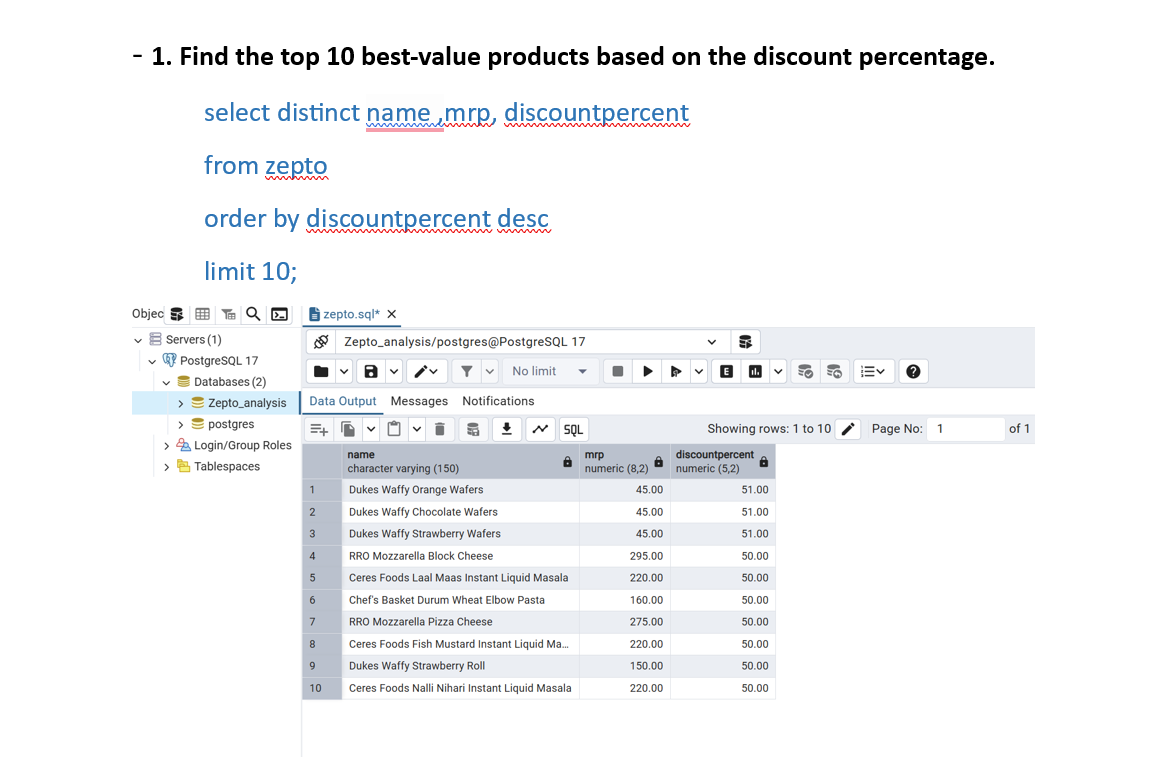 - 1. Find the top 10 best-value products based on the discount percentage.
select distinct name ,mrp, discountpercent
from zepto
order by discountpercent desc
limit 10;
Objec
zepto.sql*
Servers (1)
Zepto_analysis/postgres@PostgreSQL 17
PostgreSQL 17
No limit
E
Databases (2)
Zepto_analysis
Data Output Messages Notifications
postgres
SQL
Showing rows: 1 to 10
Page No: 1 of 1
Login/Group Roles
Tablespaces
name mrp discountpercent
character varying (150) numeric (8,2) numeric (5,2)
1 Dukes Waffy Orange Wafers 45.00 51.00
2 Dukes Waffy Chocolate Wafers 45.00 51.00
3 Dukes Waffy Strawberry Wafers 45.00 51.00
4 RRO Mozzarella Block Cheese 295.00 50.00
5 Ceres Foods Laal Maas Instant Liquid Masala 220.00 50.00
6 Chef's Basket Durum Wheat Elbow Pasta 160.00 50.00
7 RRO Mozzarella Pizza Cheese 275.00 50.00
8 Ceres Foods Fish Mustard Instant Liquid Ma... 220.00 50.00
9 Dukes Waffy Strawberry Roll 150.00 50.00
10 Ceres Foods Nalli Nihari Instant Liquid Masala 220.00 50.00